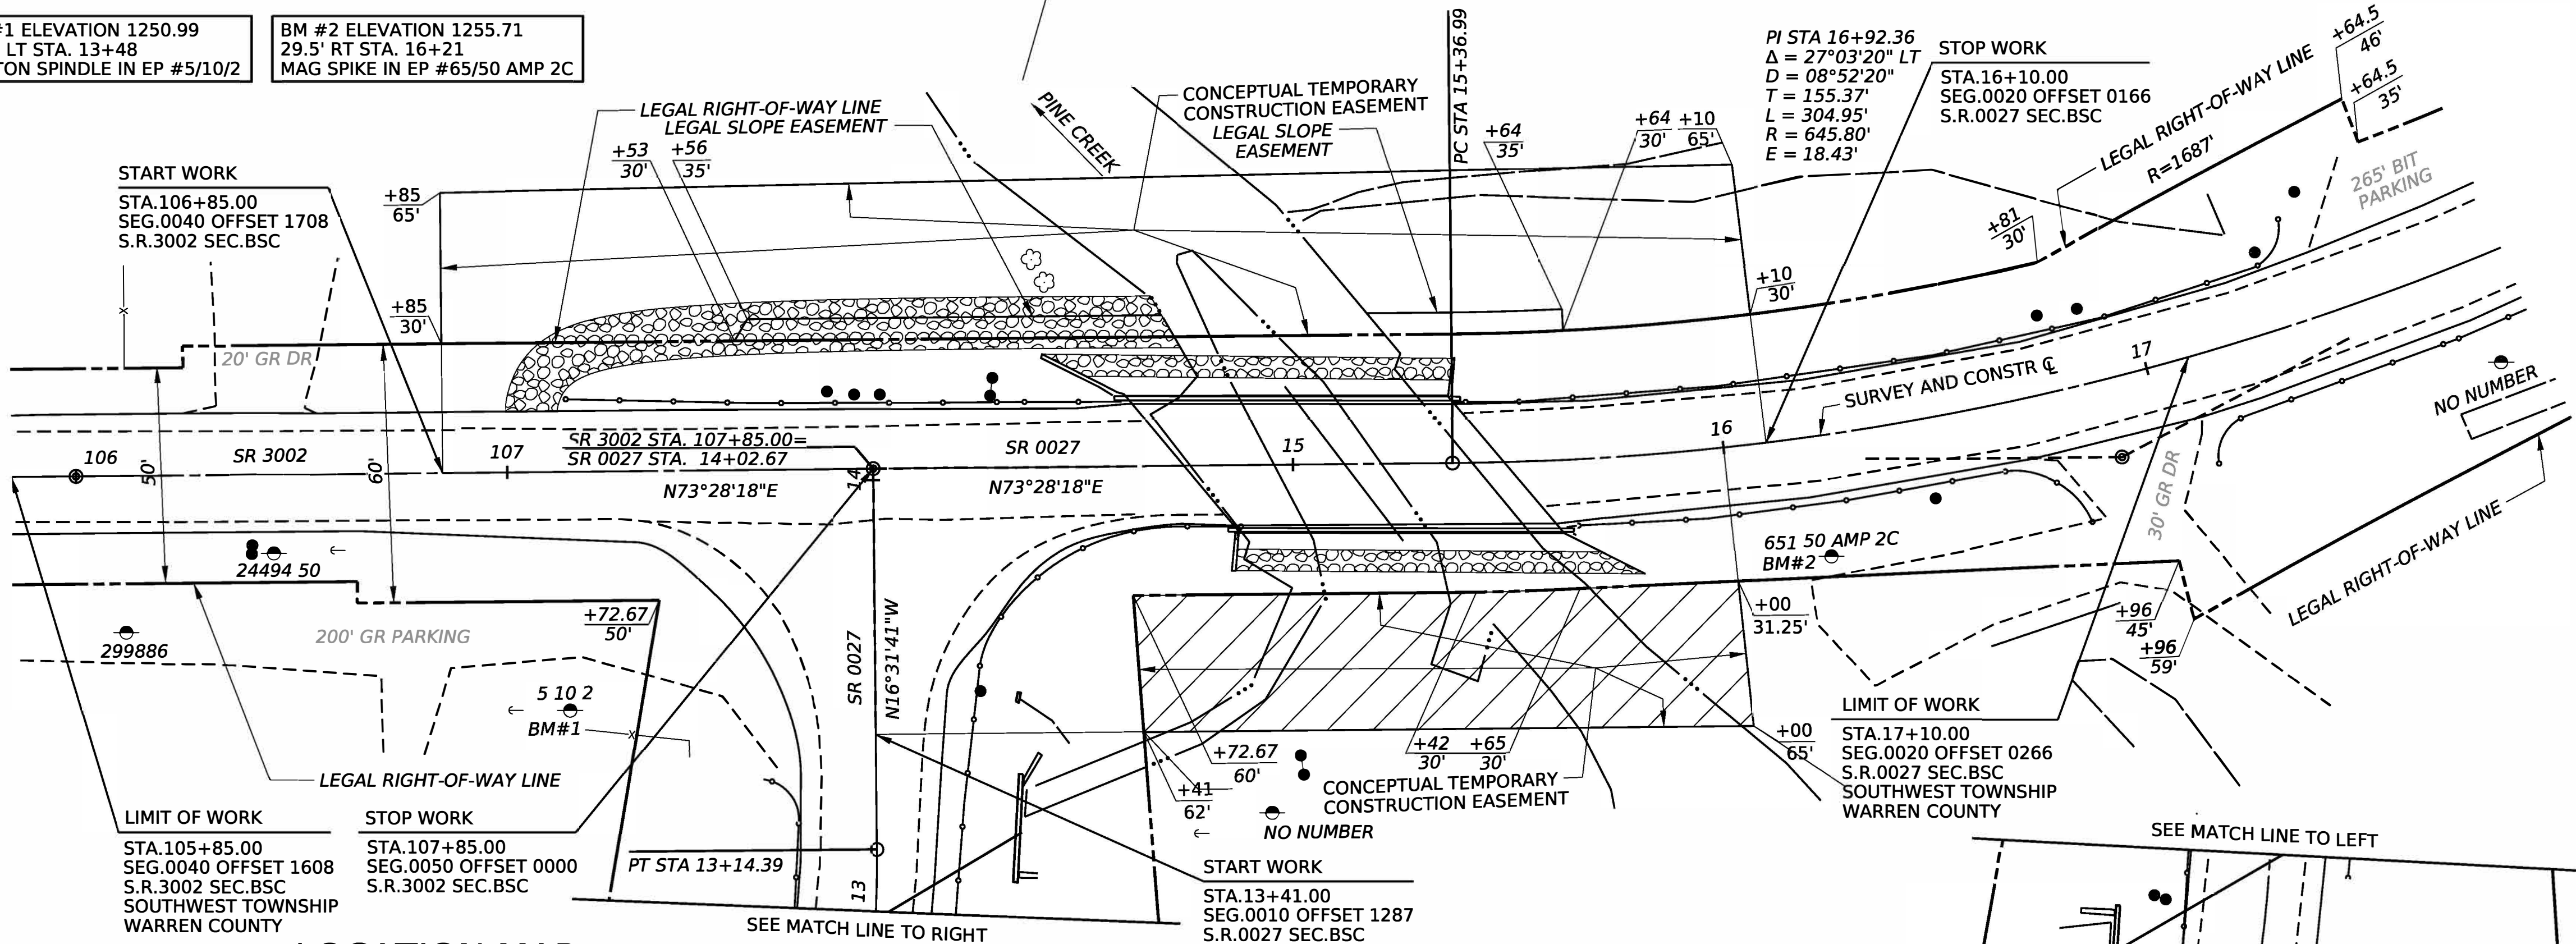 #1 ELEVATION 1250.99
LT STA. 13+48
TON SPINDLE IN EP #5/10/2
BM #2 ELEVATION 1255.71
29.5' RT STA. 16+21
MAG SPIKE IN EP #65/50 AMP 2C
START WORK
STA.106+85.00
SEG.0040 OFFSET 1708
S.R.3002 SEC.BSC
+85
65'
+85
30'
LEGAL RIGHT-OF-WAY LINE
LEGAL SLOPE EASEMENT
+53
30'
+56
35'
PINE CREEK
CONCEPTUAL TEMPORARY
CONSTRUCTION EASEMENT
LEGAL SLOPE
EASEMENT
PC STA 15+36.99
+64
35'
+64
30'
+10
65'
PI STA 16+92.36
Δ = 27°03'20" LT
D = 08°52'20"
T = 155.37'
L = 304.95'
R = 645.80'
E = 18.43'
STOP WORK
STA.16+10.00
SEG.0020 OFFSET 0166
S.R.0027 SEC.BSC
LEGAL RIGHT-OF-WAY LINE
R=1687'
+64.5
46'
+64.5
35'
265' BIT
PARKING
+81
30'
+10
30'
20' GR DR
106
50'
SR 3002
60'
107
SR 3002 STA. 107+85.00=
SR 0027 STA. 14+02.67
N73°28'18"E
14
SR 0027
N73°28'18"E
15
16
SURVEY AND CONSTR ℄
17
30' GR DR
NO NUMBER
LEGAL RIGHT-OF-WAY LINE
24494 50
299886
200' GR PARKING
+72.67
50'
5 10 2
BM#1
LEGAL RIGHT-OF-WAY LINE
SR 0027
N16°31'41"W
651 50 AMP 2C
BM#2
+00
31.25'
+96
45'
+96
59'
+00
65'
+72.67
60'
+41
62'
+42
30'
+65
30'
CONCEPTUAL TEMPORARY
CONSTRUCTION EASEMENT
NO NUMBER
LIMIT OF WORK
STA.17+10.00
SEG.0020 OFFSET 0266
S.R.0027 SEC.BSC
SOUTHWEST TOWNSHIP
WARREN COUNTY
LIMIT OF WORK
STA.105+85.00
SEG.0040 OFFSET 1608
S.R.3002 SEC.BSC
SOUTHWEST TOWNSHIP
WARREN COUNTY
STOP WORK
STA.107+85.00
SEG.0050 OFFSET 0000
S.R.3002 SEC.BSC
PT STA 13+14.39
13
SEE MATCH LINE TO RIGHT
START WORK
STA.13+41.00
SEG.0010 OFFSET 1287
S.R.0027 SEC.BSC
SEE MATCH LINE TO LEFT